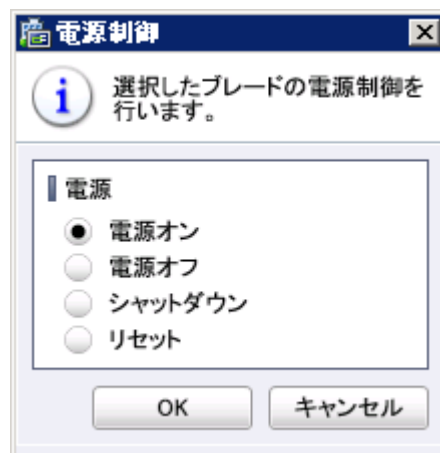 電源制御
選択したブレードの電源制御を
行います。
電源
電源オン
電源オフ
シャットダウン
リセット
OK
キャンセル